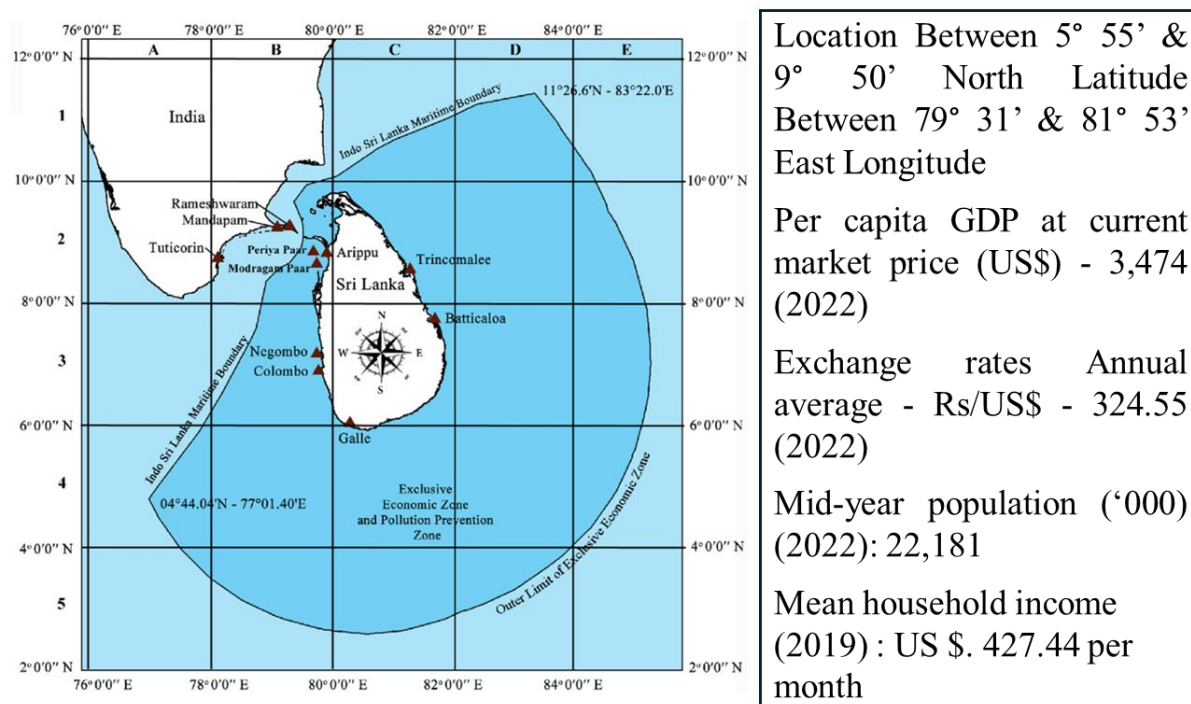 76°0'0" E 78°0'0" E 80°0'0" E 82°0'0" E 84°0'0" E
A B C D E
12°0'0" N 12°0'0" N
11°26.6'N - 83°22.0'E
1
India
Indo Sri Lanka Maritime Boundary
10°0'0" N 10°0'0" N
Rameshwaram
Mandapam
2
Tuticorin
Periya Paar
Arippu
Modragam Paar
Trincomalee
Sri Lanka
8°0'0" N 8°0'0" N
Batticaloa
N
W E
S
3
Negombo
Colombo
Indo Sri Lanka Maritime Boundary
6°0'0" N 6°0'0" N
Galle
4
04°44.04'N - 77°01.40'E
Exclusive
Economic Zone
and Pollution Prevention
Zone
Outer Limit of Exclusive Economic Zone
4°0'0" N 4°0'0" N
5
2°0'0" N 2°0'0" N
76°0'0" E 78°0'0" E 80°0'0" E 82°0'0" E 84°0'0" E
Location Between 5° 55’ &
9° 50’ North Latitude
Between 79° 31’ & 81° 53’
East Longitude
Per capita GDP at current
market price (US$) - 3,474
(2022)
Exchange rates Annual
average - Rs/US$ - 324.55
(2022)
Mid-year population (‘000)
(2022): 22,181
Mean household income
(2019) : US $. 427.44 per
month